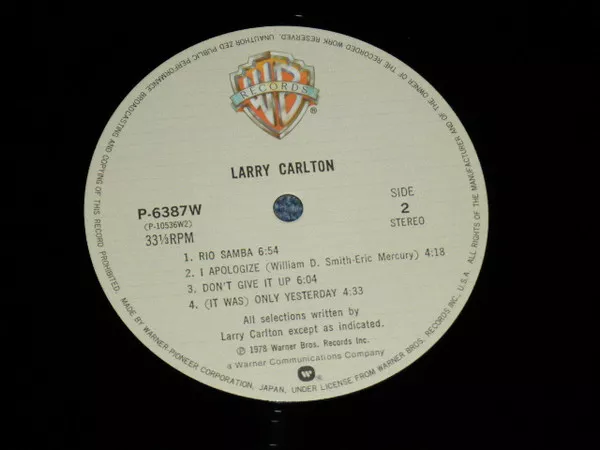 WB
RECORDS
®
LARRY CARLTON
P-6387W
(P-10536W2)
33⅓RPM
SIDE
2
STEREO
1. RIO SAMBA 6:54
2. I APOLOGIZE (William D. Smith-Eric Mercury) 4:18
3. DON'T GIVE IT UP 6:04
4. (IT WAS) ONLY YESTERDAY 4:33
All selections written by
Larry Carlton except as indicated.
Ⓟ 1978 Warner Bros. Records Inc.
a Warner Communications Company
W®
MADE BY WARNER-PIONEER CORPORATION, JAPAN, UNDER LICENSE FROM WARNER BROS. RECORDS INC., U.S.A. ALL RIGHTS OF THE MANUFACTURER AND OF THE OWNER OF THE RECORDED WORK RESERVED. UNAUTHORIZED PUBLIC PERFORMANCE BROADCASTING AND COPYING OF THIS RECORD PROHIBITED.